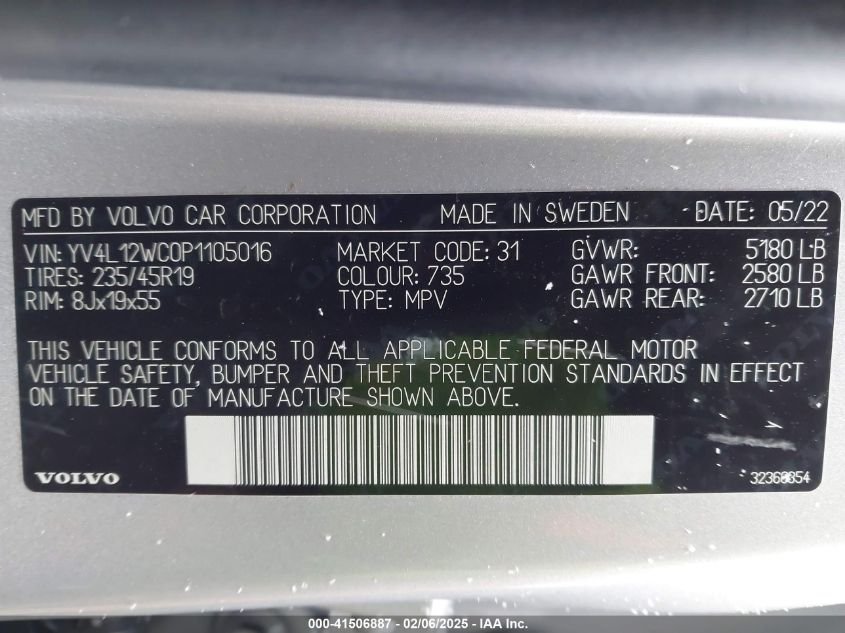 MFD BY VOLVO CAR CORPORATION MADE IN SWEDEN DATE: 05/22
VIN: YV4L12WC0P1105016 MARKET CODE: 31 GVWR: 5180 LB
TIRES: 235/45R19 COLOUR: 735 GAWR FRONT: 2580 LB
RIM: 8Jx19x55 TYPE: MPV GAWR REAR: 2710 LB
THIS VEHICLE CONFORMS TO ALL APPLICABLE FEDERAL MOTOR
VEHICLE SAFETY, BUMPER AND THEFT PREVENTION STANDARDS IN EFFECT
ON THE DATE OF MANUFACTURE SHOWN ABOVE.
VOLVO
000-41506887 | 02/06/2025 - IAA Inc.